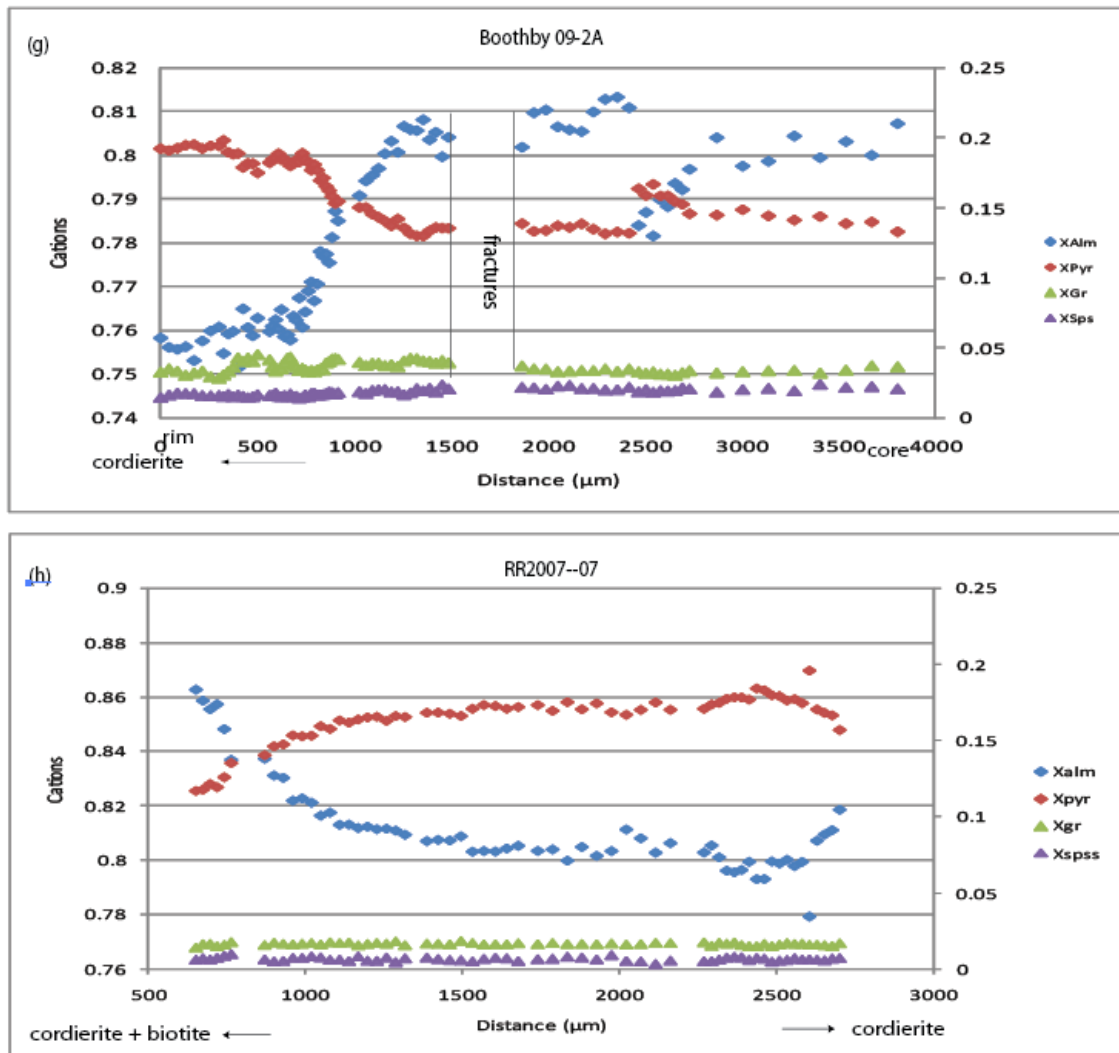 (g)
Boothby 09-2A
0.82
0.81
0.8
0.79
0.78
0.77
0.76
0.75
0.74
Cations
0.25
0.2
0.15
0.1
0.05
0
fractures
XAlm
XPyr
XGr
XSps
0 500 1000 1500 2000 2500 3000 3500 4000
rim
core
cordierite
Distance (µm)
(h)
RR2007--07
0.9
0.88
0.86
0.84
0.82
0.8
0.78
0.76
Cations
0.25
0.2
0.15
0.1
0.05
0
Xalm
Xpyr
Xgr
Xspss
500 1000 1500 2000 2500 3000
cordierite + biotite
Distance (µm)
cordierite